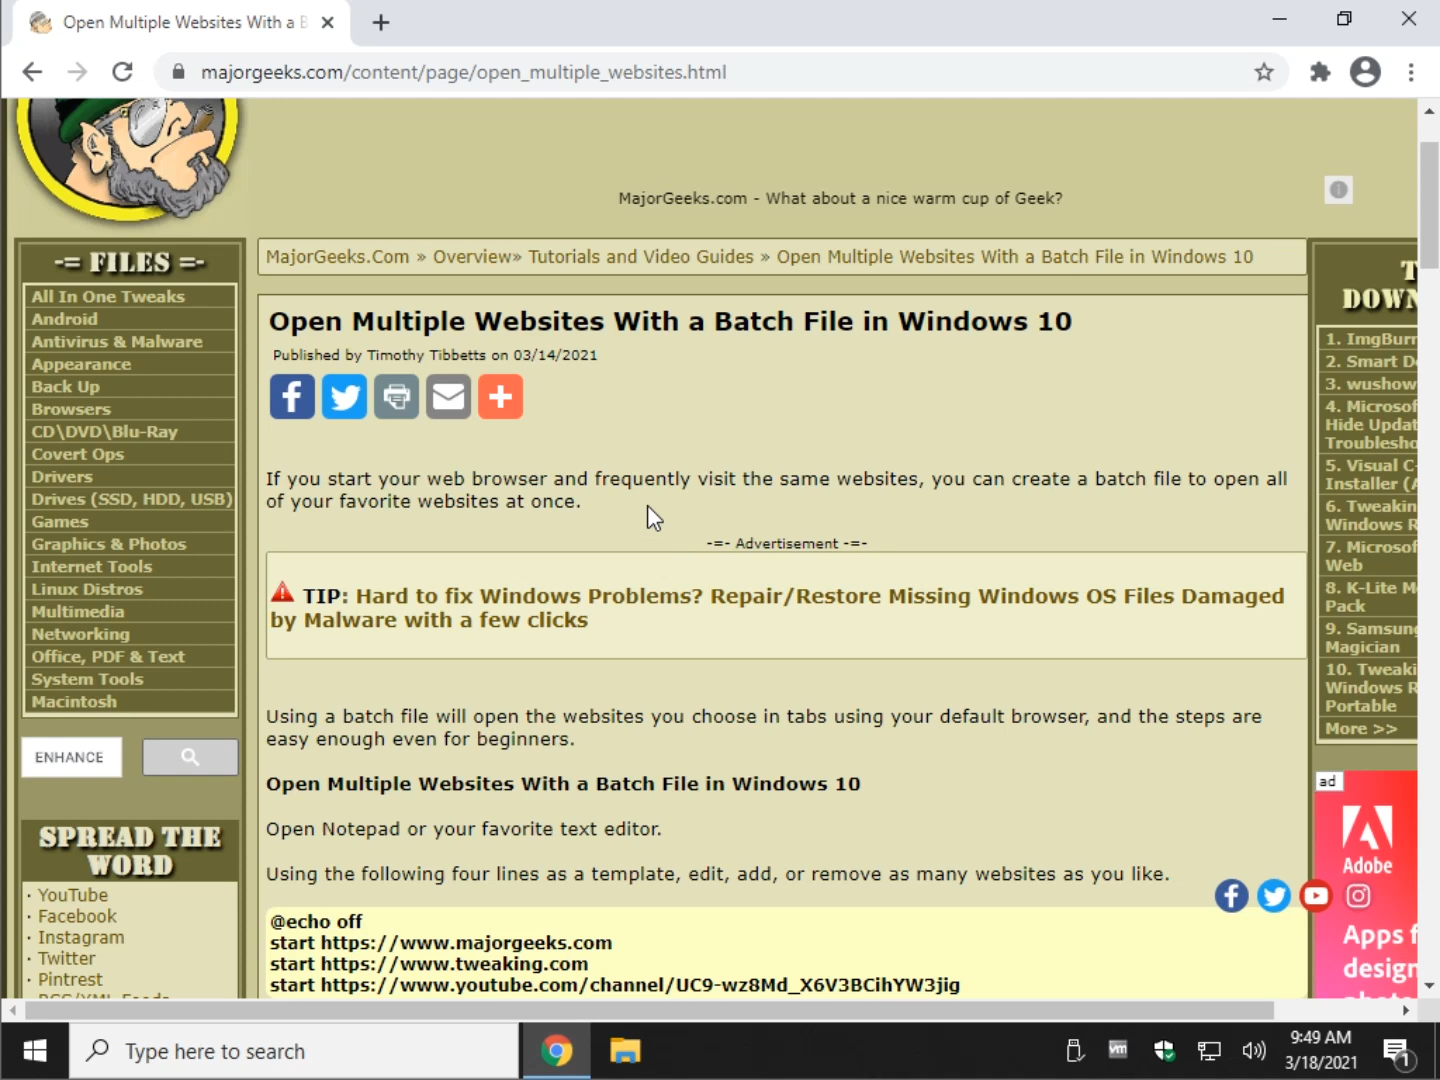 Open Multiple Websites With a B
majorgeeks.com/content/page/open_multiple_websites.html
MajorGeeks.com - What about a nice warm cup of Geek?
-= FILES =-
All In One Tweaks
Android
Antivirus & Malware
Appearance
Back Up
Browsers
CD\DVD\Blu-Ray
Covert Ops
Drivers
Drives (SSD, HDD, USB)
Games
Graphics & Photos
Internet Tools
Linux Distros
Multimedia
Networking
Office, PDF & Text
System Tools
Macintosh
ENHANCE
SPREAD THE
WORD
· YouTube
· Facebook
· Instagram
· Twitter
· Pintrest
MajorGeeks.Com » Overview» Tutorials and Video Guides » Open Multiple Websites With a Batch File in Windows 10
Open Multiple Websites With a Batch File in Windows 10
Published by Timothy Tibbetts on 03/14/2021
If you start your web browser and frequently visit the same websites, you can create a batch file to open all
of your favorite websites at once.
-=- Advertisement -=-
TIP: Hard to fix Windows Problems? Repair/Restore Missing Windows OS Files Damaged
by Malware with a few clicks
Using a batch file will open the websites you choose in tabs using your default browser, and the steps are
easy enough even for beginners.
Open Multiple Websites With a Batch File in Windows 10
Open Notepad or your favorite text editor.
Using the following four lines as a template, edit, add, or remove as many websites as you like.
@echo off
start https://www.majorgeeks.com
start https://www.tweaking.com
start https://www.youtube.com/channel/UC9-wz8Md_X6V3BCihYW3jig
T
DOWN
1. ImgBurn
2. Smart De
3. wushow
4. Microsof
Hide Updat
Troublesho
5. Visual C-
Installer (A
6. Tweakin
Windows R
7. Microsof
Web
8. K-Lite M
Pack
9. Samsung
Magician
10. Tweaki
Windows R
Portable
More >>
ad
Adobe
Apps f
design
Type here to search
vm
9:49 AM
3/18/2021
1